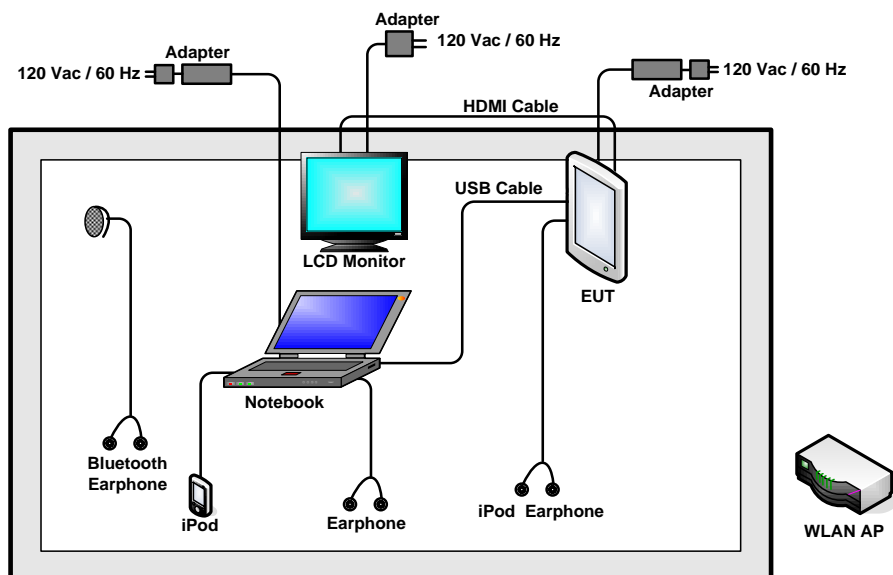 Adapter
120 Vac / 60 Hz
Adapter
120 Vac / 60 Hz
120 Vac / 60 Hz
Adapter
HDMI Cable
USB Cable
LCD Monitor
EUT
Notebook
Bluetooth
Earphone
iPod
Earphone
iPod Earphone
WLAN AP